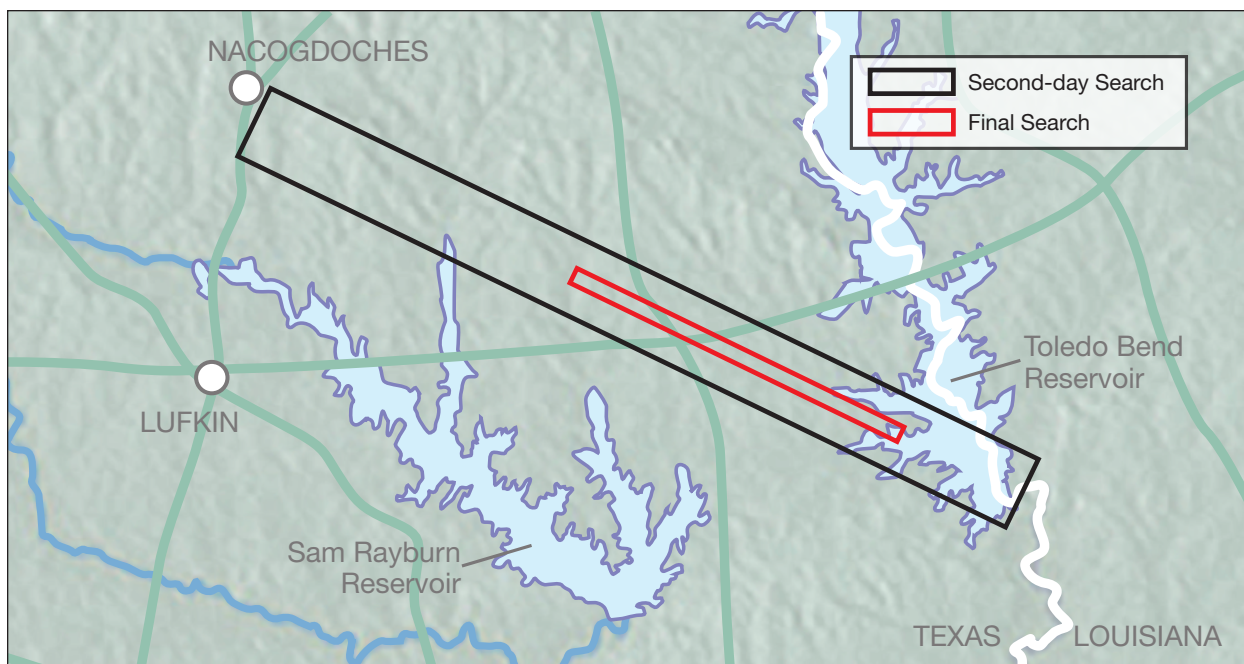 NACOGDOCHES
Second-day Search
Final Search
Toledo Bend
Reservoir
LUFKIN
Sam Rayburn
Reservoir
TEXAS
LOUISIANA